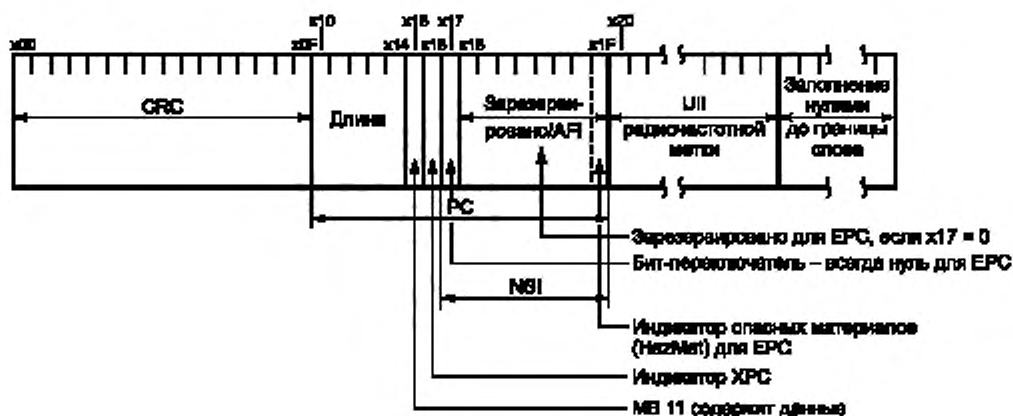 x10 x15 x17 x20
x00 x0F x14 x16 x18 x1F
CRC
Длина
Зарезерви-
ровано/AFI
UII
радиочастотной
метки
Заполнение
нулями
до границы
слова
PC
Зарезервировано для EPC, если x17 = 0
Бит-переключатель – всегда нуль для EPC
NSI
Индикатор опасных материалов
(HazMat) для EPC
Индикатор XPC
MB 11 (содержит данные)